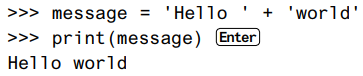 >>> message = 'Hello ' + 'world'
>>> print(message) Enter
Hello world